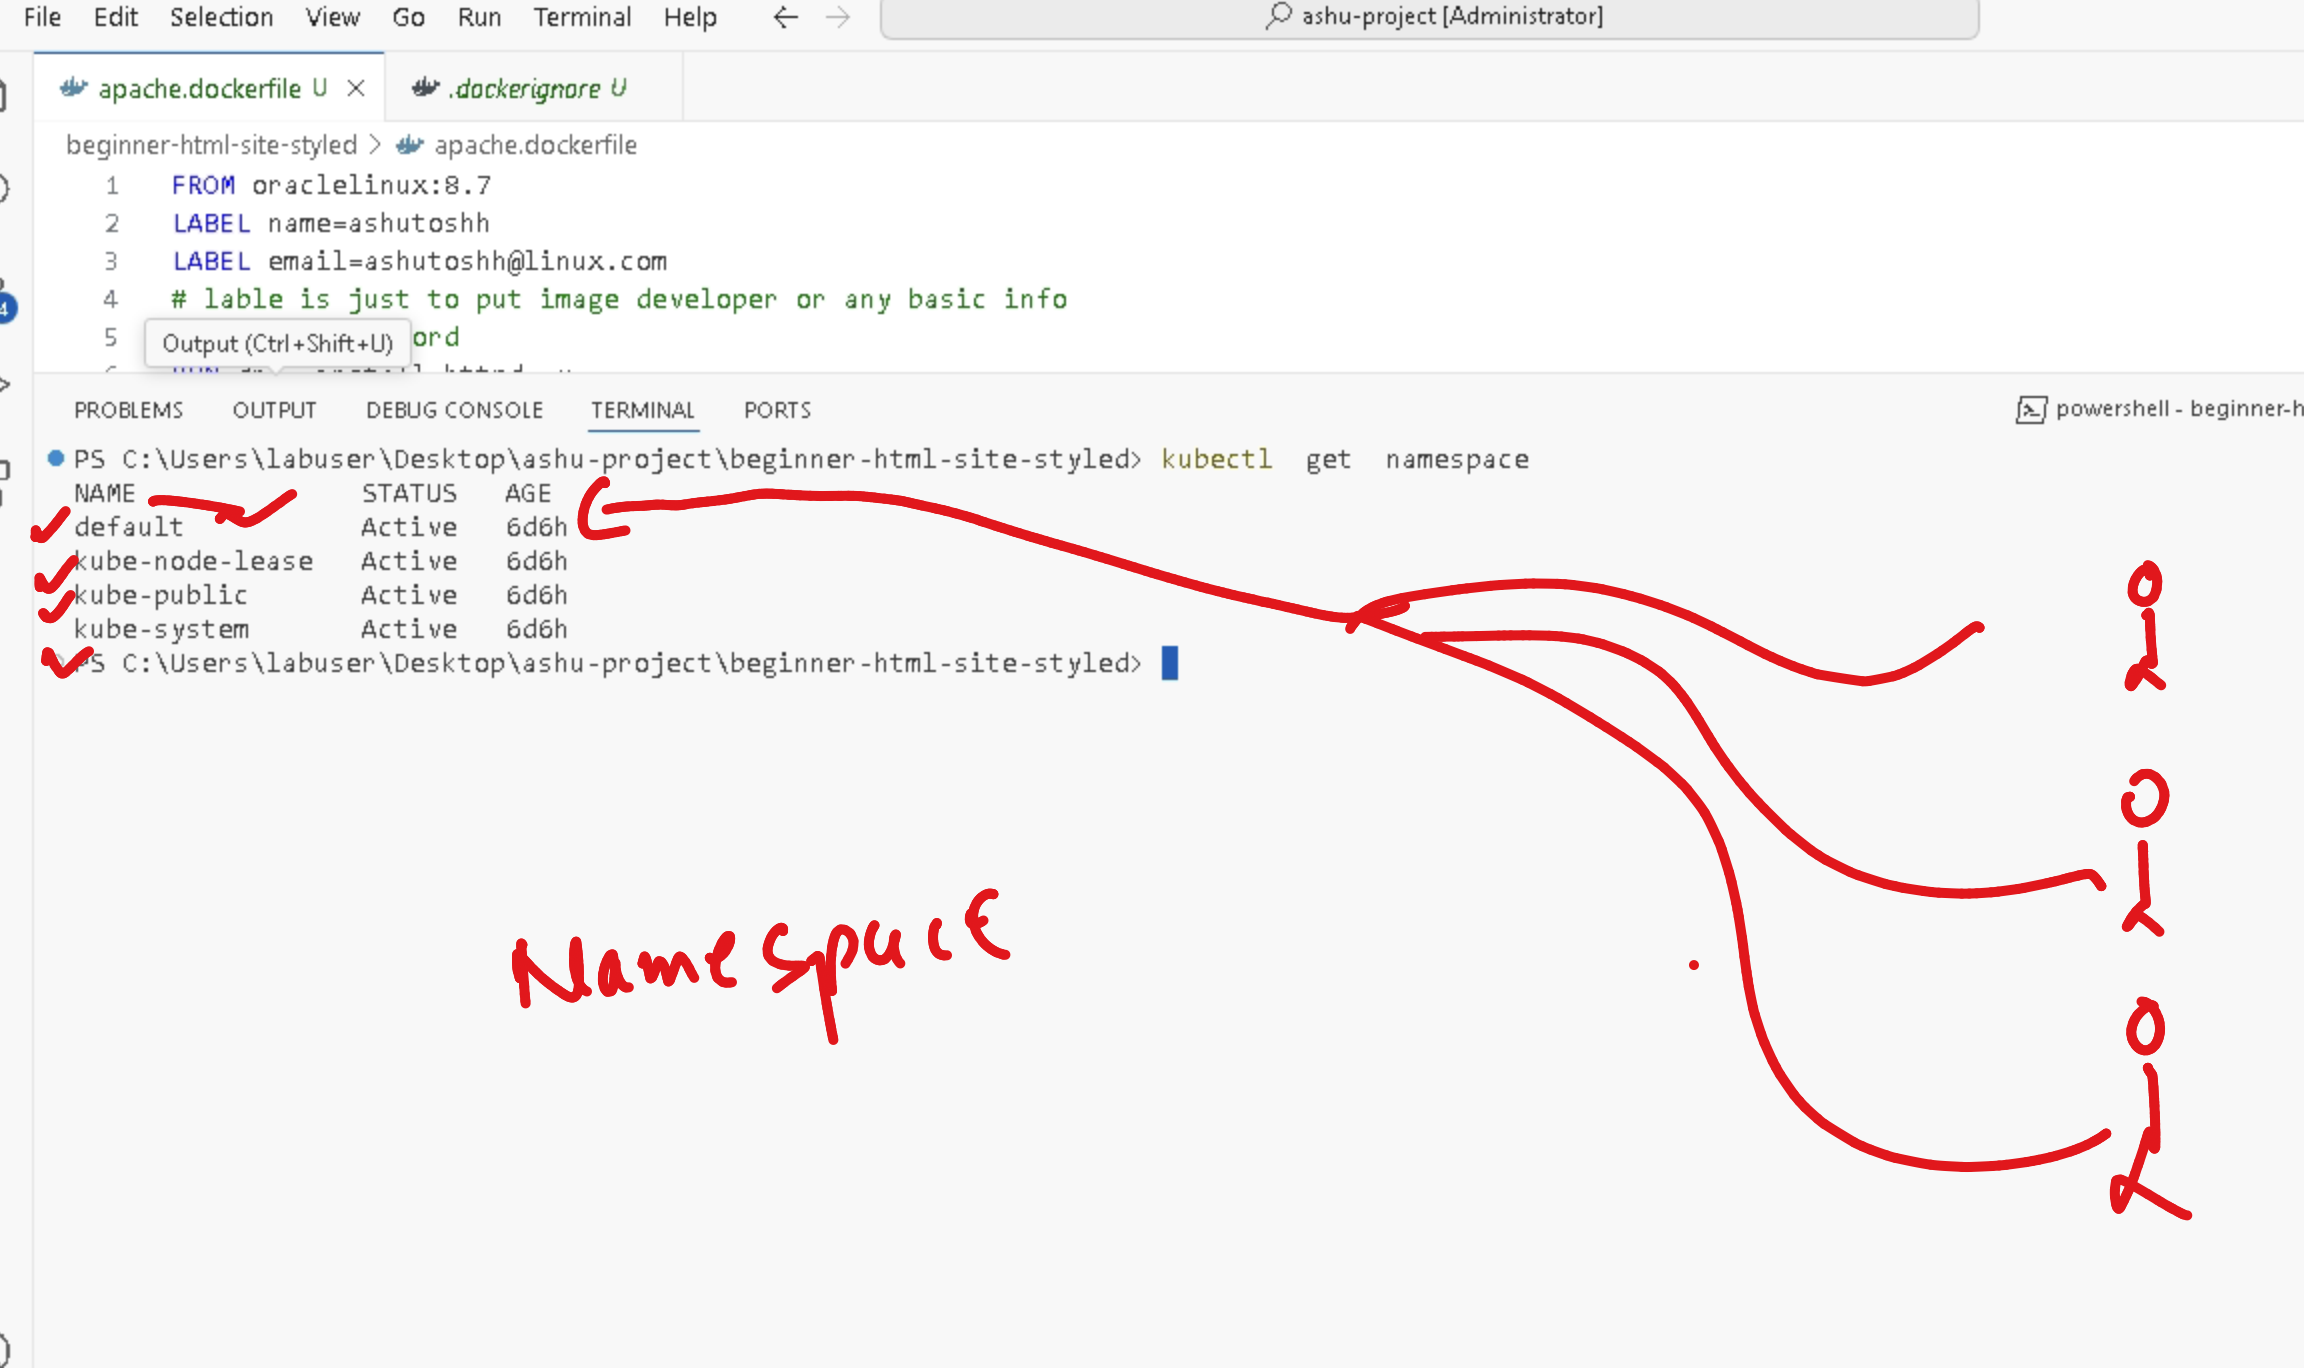 File Edit Selection View Go Run Terminal Help ashu-project [Administrator]
apache.dockerfile U .dockerignore U
beginner-html-site-styled > apache.dockerfile
1 FROM oraclelinux:8.7
2 LABEL name=ashutoshh
3 LABEL email=ashutoshh@linux.com
4 # lable is just to put image developer or any basic info
5 ord
Output (Ctrl+Shift+U)
PROBLEMS OUTPUT DEBUG CONSOLE TERMINAL PORTS powershell - beginner-h
PS C:\Users\labuser\Desktop\ashu-project\beginner-html-site-styled> kubectl get namespace
NAME STATUS AGE
default Active 6d6h
kube-node-lease Active 6d6h
kube-public Active 6d6h
kube-system Active 6d6h
PS C:\Users\labuser\Desktop\ashu-project\beginner-html-site-styled>
Namespace
4